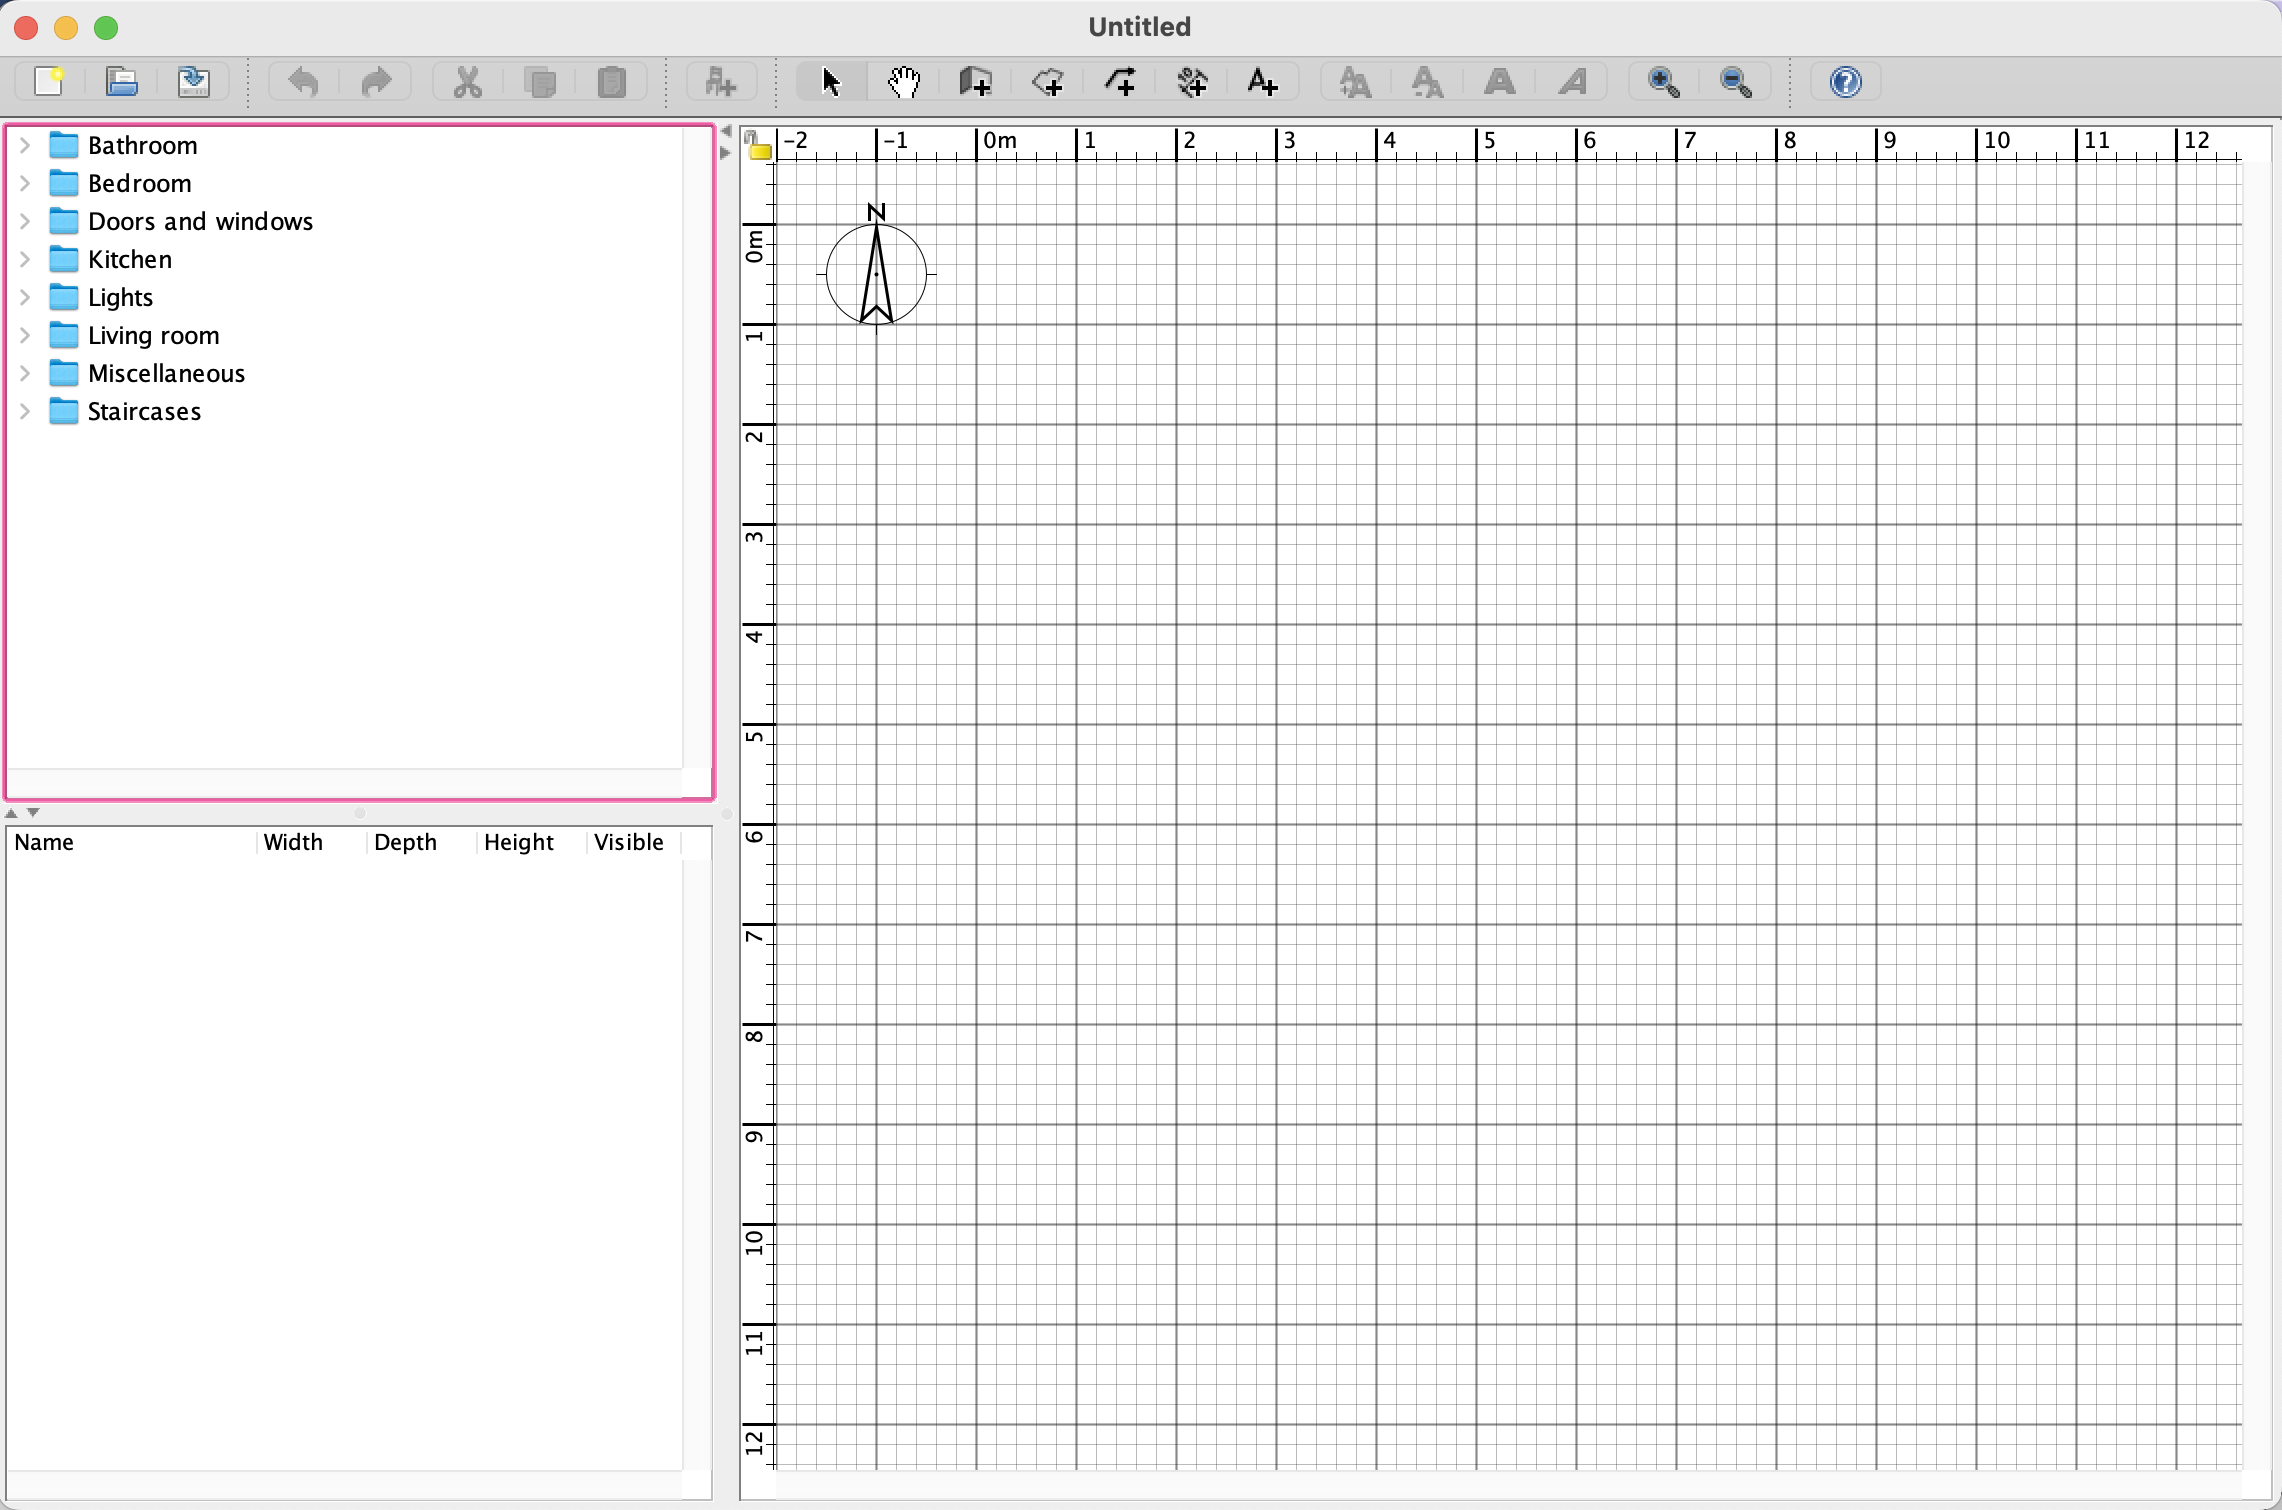 Untitled
Bathroom
Bedroom
Doors and windows
Kitchen
Lights
Living room
Miscellaneous
Staircases
Name Width Depth Height Visible
-2 -1 0m 1 2 3 4 5 6 7 8 9 10 11 12
N
0m
1
2
3
4
5
6
7
8
9
10
11
12